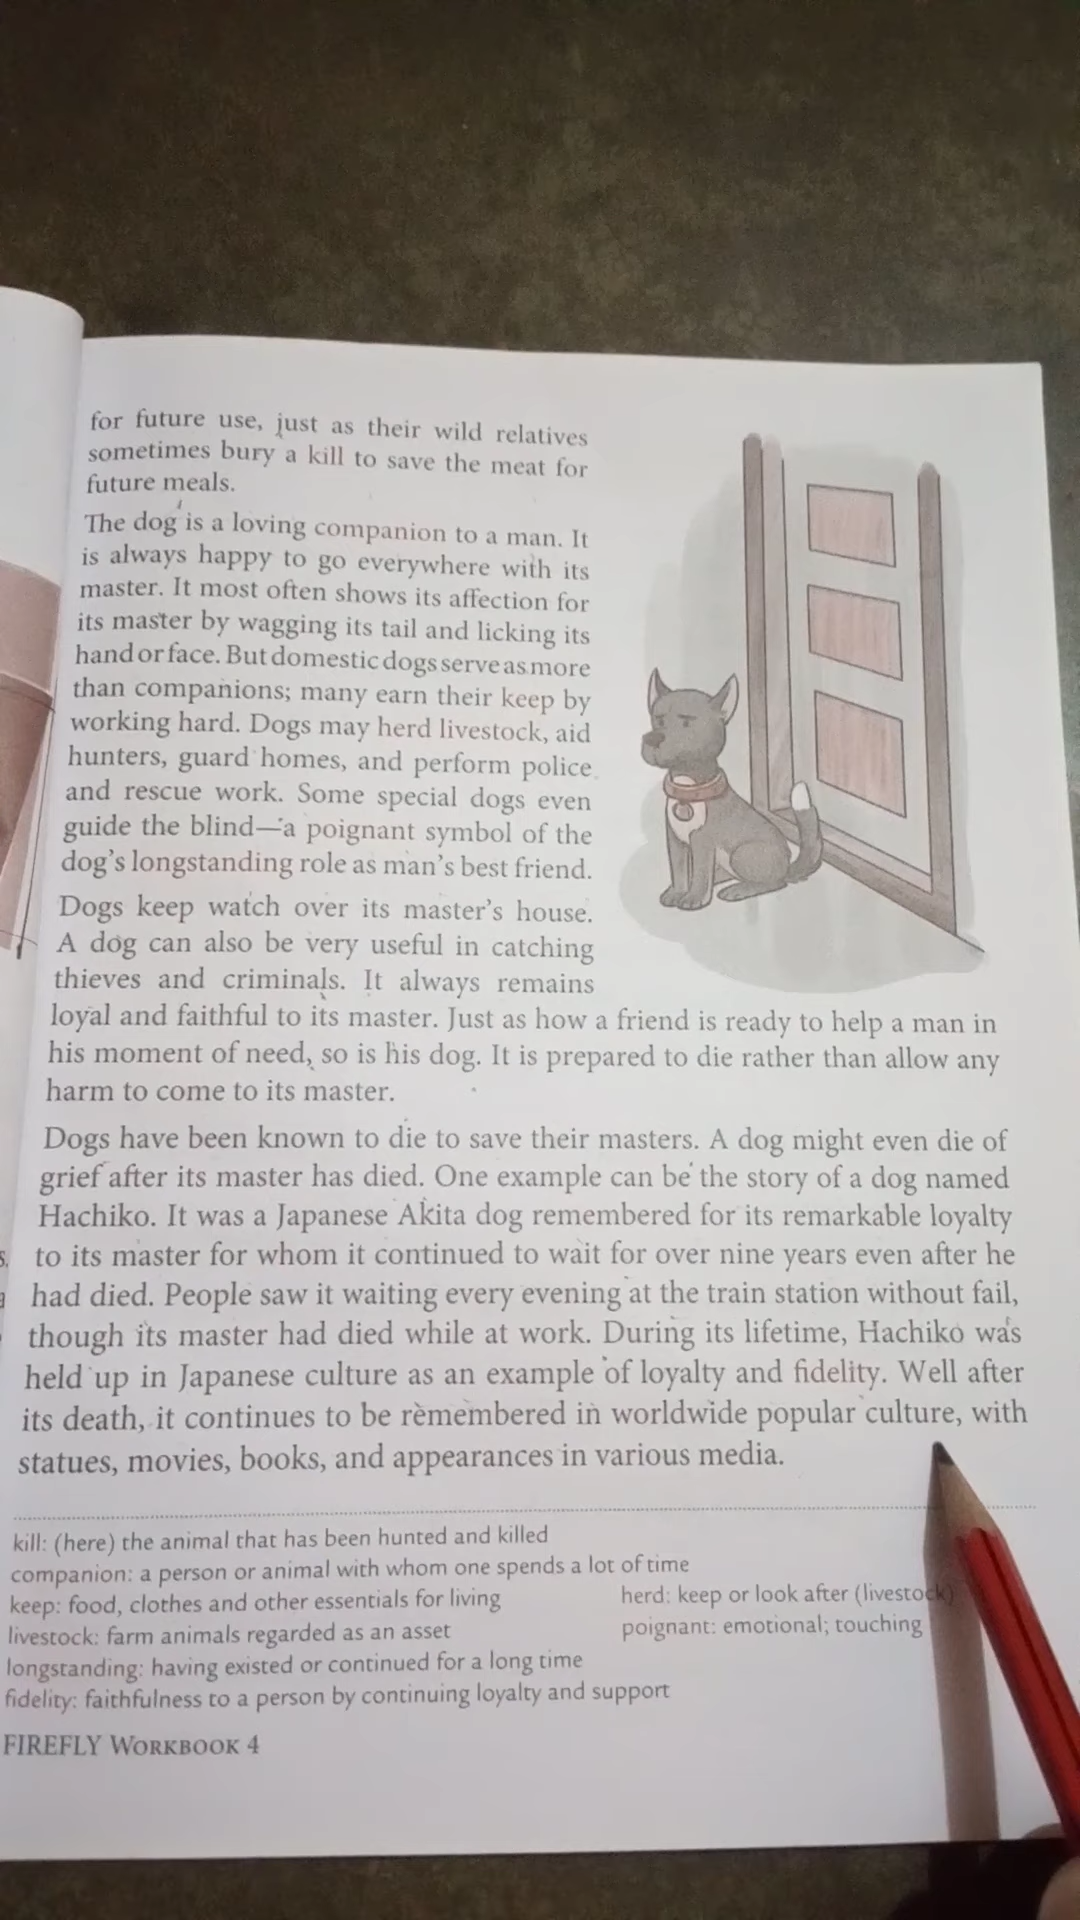 for future use, just as their wild relatives
sometimes bury a kill to save the meat for
future meals.
The dog is a loving companion to a man. It
is always happy to go everywhere with its
master. It most often shows its affection for
its master by wagging its tail and licking its
hand or face. But domestic dogs serve as more
than companions; many earn their keep by
working hard. Dogs may herd livestock, aid
hunters, guard homes, and perform police
and rescue work. Some special dogs even
guide the blind—a poignant symbol of the
dog's longstanding role as man's best friend.
Dogs keep watch over its master's house.
A dog can also be very useful in catching
thieves and criminals. It always remains
loyal and faithful to its master. Just as how a friend is ready to help a man in
his moment of need, so is his dog. It is prepared to die rather than allow any
harm to come to its master.
Dogs have been known to die to save their masters. A dog might even die of
grief after its master has died. One example can be the story of a dog named
Hachiko. It was a Japanese Akita dog remembered for its remarkable loyalty
to its master for whom it continued to wait for over nine years even after he
had died. People saw it waiting every evening at the train station without fail,
though its master had died while at work. During its lifetime, Hachiko was
held up in Japanese culture as an example of loyalty and fidelity. Well after
its death, it continues to be remembered in worldwide popular culture, with
statues, movies, books, and appearances in various media.
kill: (here) the animal that has been hunted and killed
companion: a person or animal with whom one spends a lot of time
keep: food, clothes and other essentials for living
herd: keep or look after (livestock)
livestock: farm animals regarded as an asset
poignant: emotional; touching
longstanding: having existed or continued for a long time
fidelity: faithfulness to a person by continuing loyalty and support
FIREFLY WORKBOOK 4